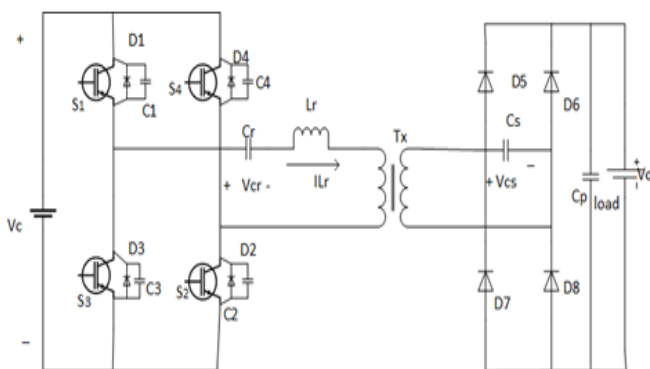 +
D1
D4
S1
C1
S4
C4
D5
D6
Lr
Tx
Cr
Cs
ILr
+ Vcr -
+ Vcs
−
+
Cp
load
-
Vc
D3
D2
S3
C3
S2
C2
D7
D8
−